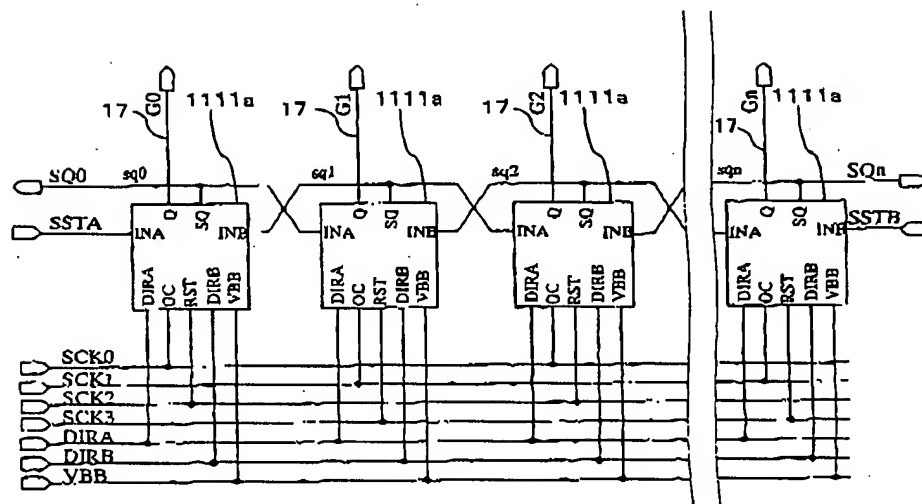 G0 G1 G2 Gn
17 1111a 17 1111a 17 1111a 17 1111a
SQ0 sq0 sq1 sq2 sqn SQn
Q SQ Q SQ Q SQ Q SQ
SSTA INA INB INA INB INA INB INA INB SSTB
DIRA OC RST DIRB VBB DIRA OC RST DIRB VBB DIRA OC RST DIRB VBB DIRA OC RST DIRB VBB
SCK0
SCK1
SCK2
SCK3
DIRA
DIRB
VBB